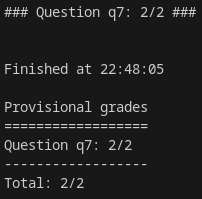 ### Question q7: 2/2 ###
Finished at 22:48:05
Provisional grades
==================
Question q7: 2/2
------------------
Total: 2/2